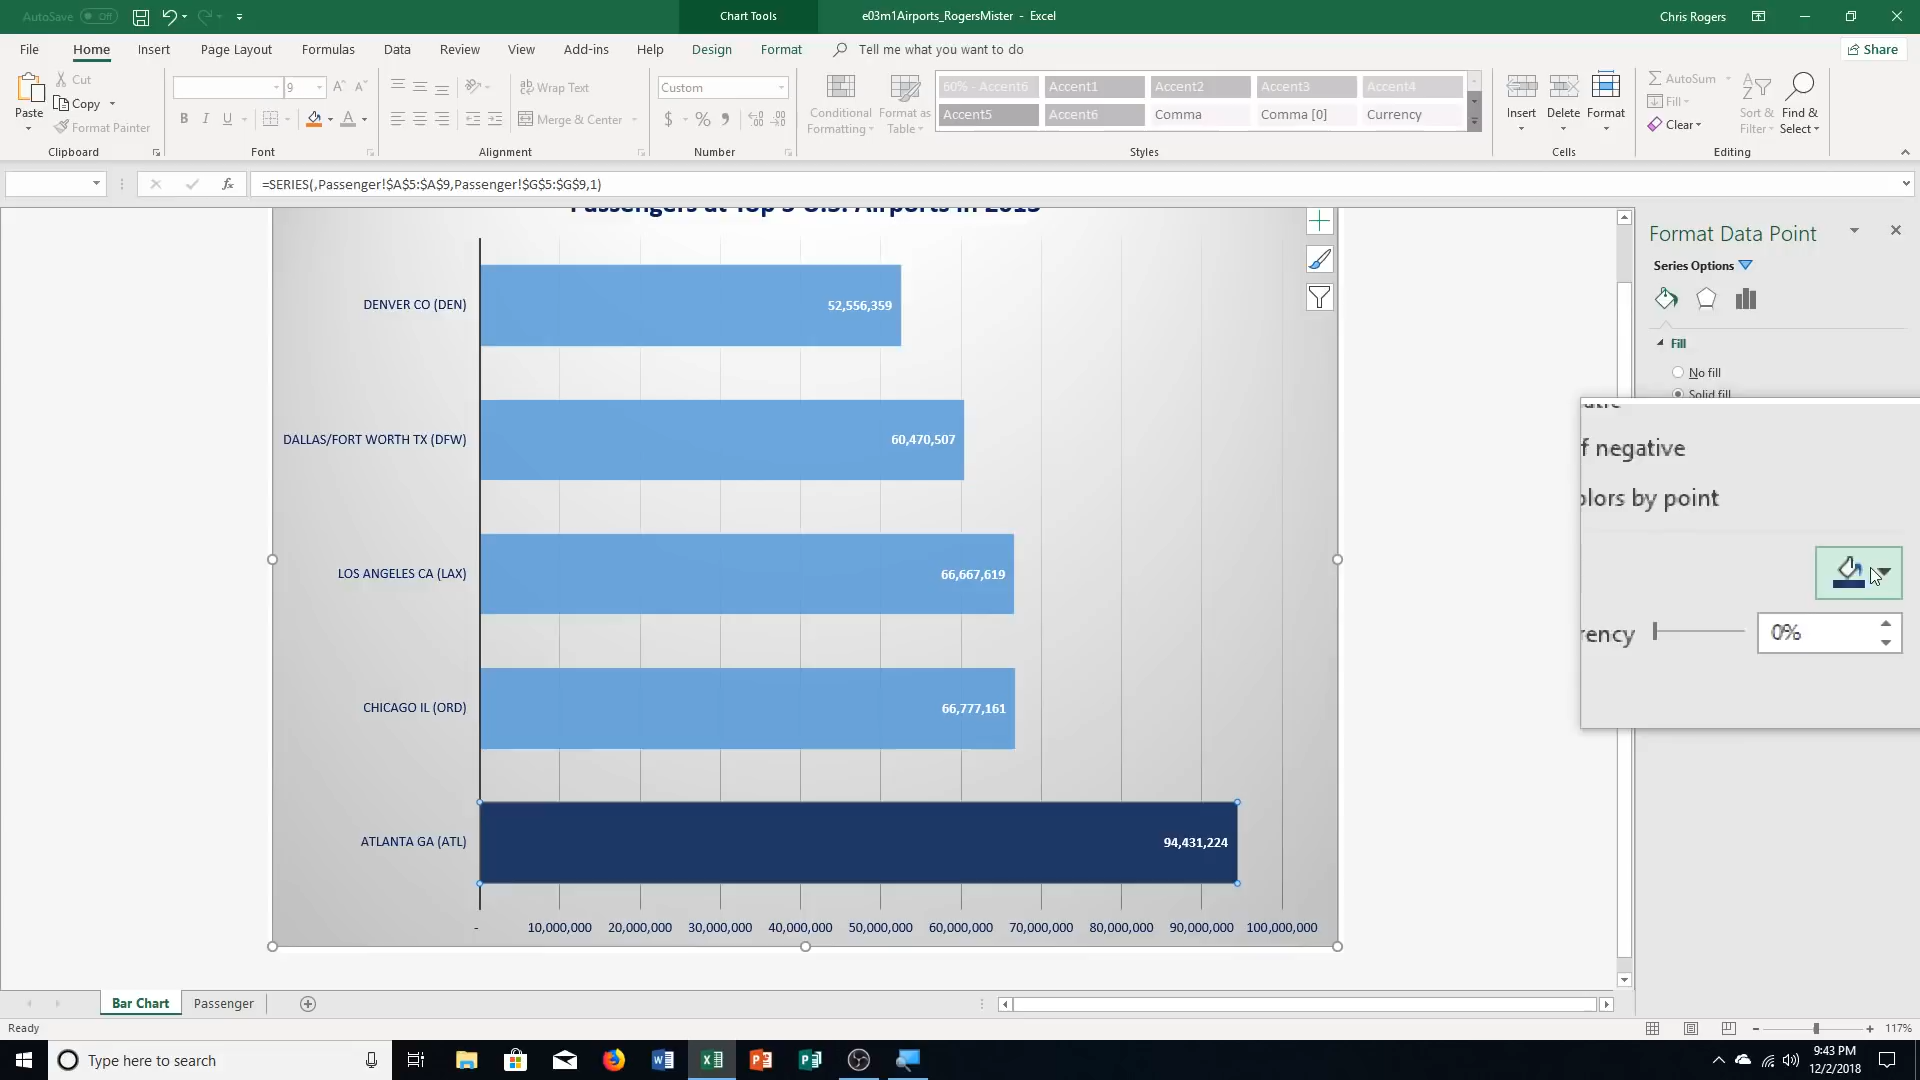 AutoSave Off
Chart Tools
e03m1Airports_RogersMister - Excel
Chris Rogers
File Home Insert Page Layout Formulas Data Review View Add-ins Help Design Format Tell me what you want to do
Share
Paste
Cut
Copy
Format Painter
Clipboard
9
Font
Wrap Text
Merge & Center
Alignment
Custom
$ % ,
Number
Conditional Formatting
Format as Table
60% - Accent6 Accent1 Accent2 Accent3 Accent4
Accent5 Accent6 Comma Comma [0] Currency
Styles
Insert Delete Format
Cells
AutoSum
Fill
Clear
Sort & Filter
Find & Select
Editing
=SERIES(,Passenger!$A$5:$A$9,Passenger!$G$5:$G$9,1)
Passengers at Top 5 U.S. Airports in 2013
DENVER CO (DEN) 52,556,359
DALLAS/FORT WORTH TX (DFW) 60,470,507
LOS ANGELES CA (LAX) 66,667,619
CHICAGO IL (ORD) 66,777,161
ATLANTA GA (ATL) 94,431,224
- 10,000,000 20,000,000 30,000,000 40,000,000 50,000,000 60,000,000 70,000,000 80,000,000 90,000,000 100,000,000
Format Data Point
Series Options
Fill
No fill
Solid fill
f negative
olors by point
rency 0%
Bar Chart Passenger
Ready
117%
Type here to search
9:43 PM
12/2/2018